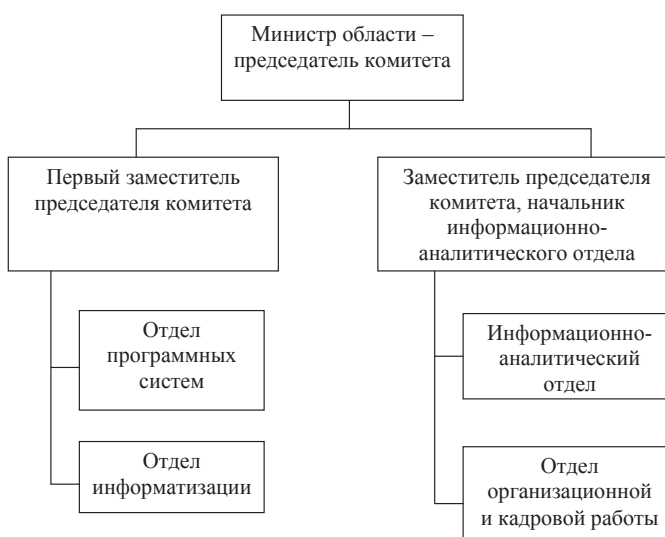 Министр области –
председатель комитета
Первый заместитель
председателя комитета
Заместитель председателя
комитета, начальник
информационно-
аналитического отдела
Отдел
программных
систем
Информационно-
аналитический
отдел
Отдел
информатизации
Отдел
организационной
и кадровой работы